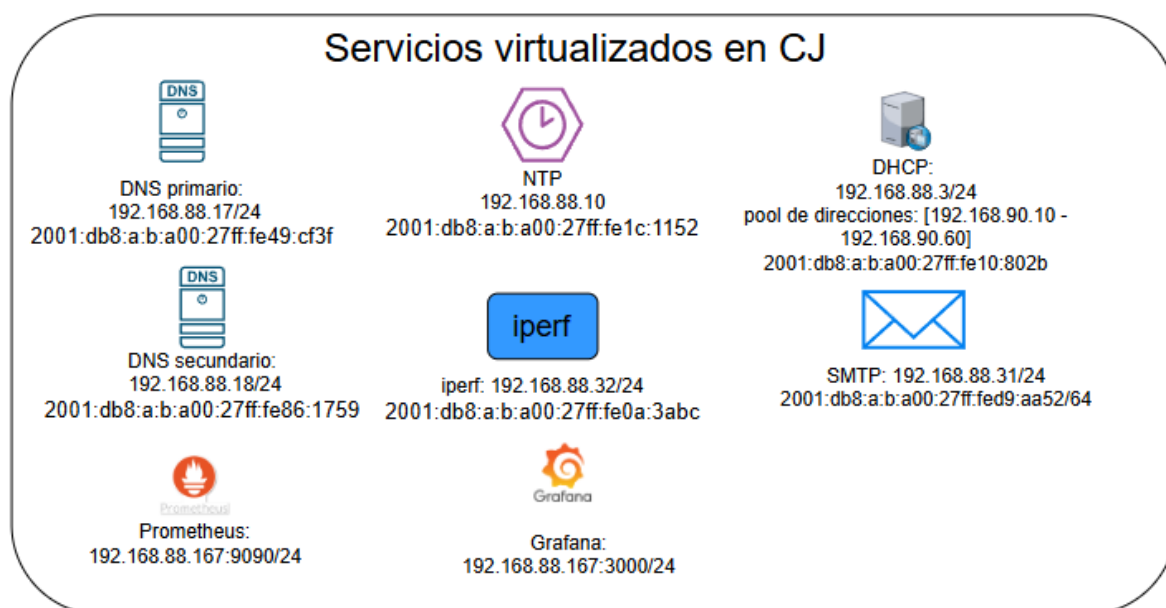 Servicios virtualizados en CJ
DNS
DNS primario:
192.168.88.17/24
2001:db8:a:b:a00:27ff:fe49:cf3f
NTP
192.168.88.10
2001:db8:a:b:a00:27ff:fe1c:1152
DHCP:
192.168.88.3/24
pool de direcciones: [192.168.90.10 -
192.168.90.60]
2001:db8:a:b:a00:27ff:fe10:802b
DNS
DNS secundario:
192.168.88.18/24
2001:db8:a:b:a00:27ff:fe86:1759
iperf
iperf: 192.168.88.32/24
2001:db8:a:b:a00:27ff:fe0a:3abc
SMTP: 192.168.88.31/24
2001:db8:a:b:a00:27ff:fed9:aa52/64
Prometheus
Prometheus:
192.168.88.167:9090/24
Grafana
Grafana:
192.168.88.167:3000/24